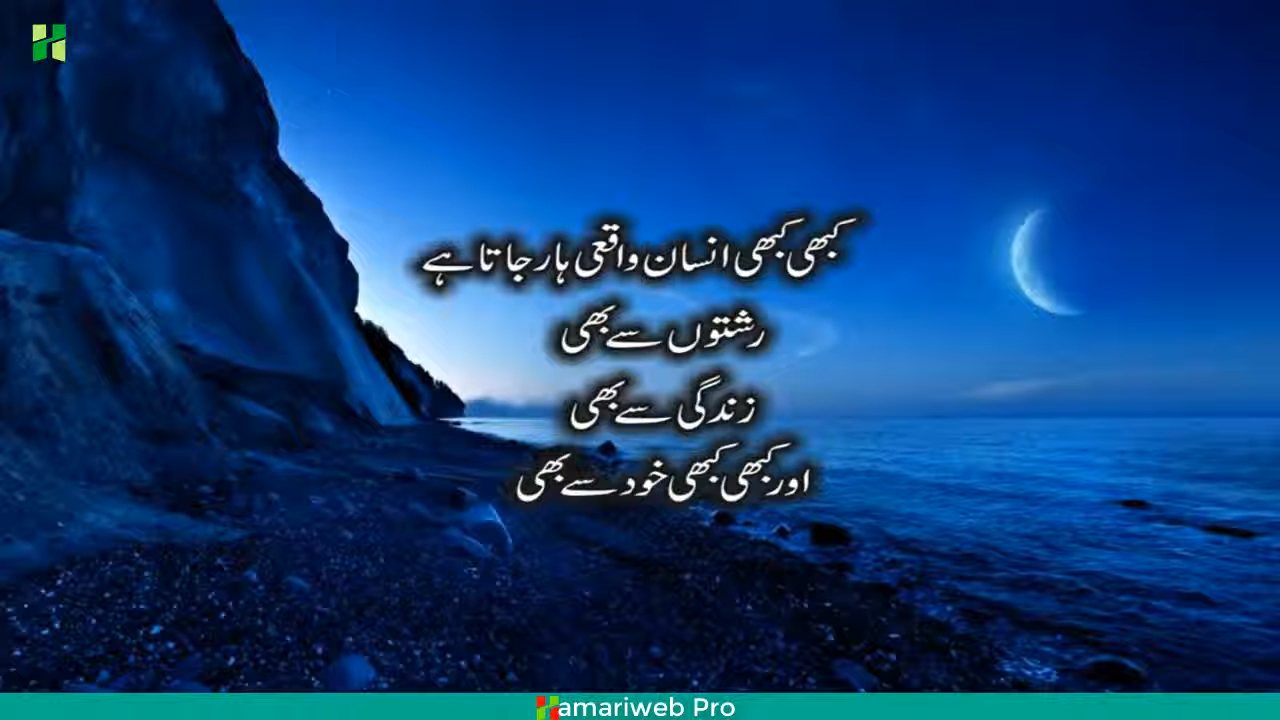 کبھی کبھی انسان واقعی ہار جاتا ہے
رشتوں سے بھی
زندگی سے بھی
اور کبھی کبھی خود سے بھی
Hamariweb Pro